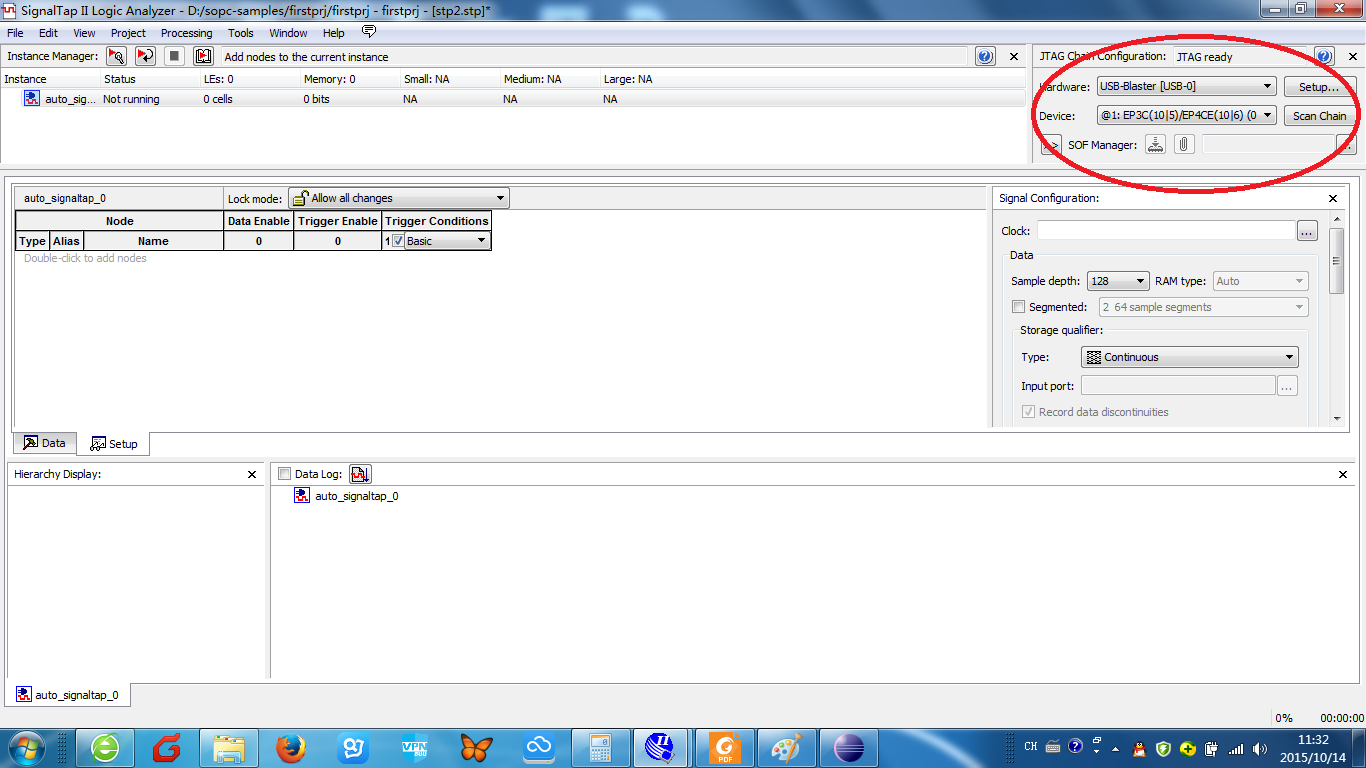 SignalTap II Logic Analyzer - D:/sopc-samples/firstprj/firstprj - firstprj - [stp2.stp]*
File Edit View Project Processing Tools Window Help
Instance Manager: Add nodes to the current instance
Instance Status LEs: 0 Memory: 0 Small: NA Medium: NA Large: NA
auto_sig... Not running 0 cells 0 bits NA NA NA
JTAG Chain Configuration: JTAG ready
Hardware: USB-Blaster [USB-0] Setup...
Device: @1: EP3C(10|5)/EP4CE(10|6) (0 Scan Chain
>> SOF Manager: ...
auto_signaltap_0 Lock mode: Allow all changes
Node Data Enable Trigger Enable Trigger Conditions
Type Alias Name 0 0 1 Basic
Double-click to add nodes
Signal Configuration:
Clock: ...
Data
Sample depth: 128 RAM type: Auto
Segmented: 2 64 sample segments
Storage qualifier:
Type: Continuous
Input port: ...
Record data discontinuities
Data Setup
Hierarchy Display:
Data Log:
auto_signaltap_0
auto_signaltap_0
0% 00:00:00
VPN
PDF
II
CH
11:32
2015/10/14